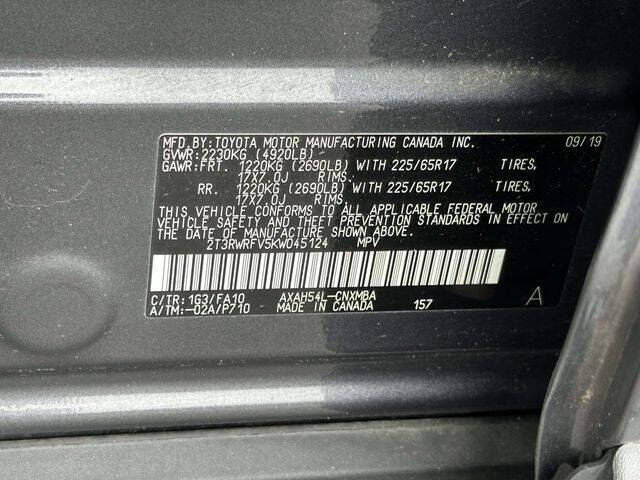 MFD.BY:TOYOTA MOTOR MANUFACTURING CANADA INC. 09/19
GVWR:2230KG (4920LB)
GAWR:FRT. 1220KG (2690LB) WITH 225/65R17 TIRES,
17X7.0J RIMS.
RR. 1220KG (2690LB) WITH 225/65R17 TIRES,
17X7.0J RIMS.
THIS VEHICLE CONFORMS TO ALL APPLICABLE FEDERAL MOTOR
VEHICLE SAFETY AND THEFT PREVENTION STANDARDS IN EFFECT ON
THE DATE OF MANUFACTURE SHOWN ABOVE.
2T3RWRFV5KW045124 MPV
C/TR:1G3/FA10 AXAH54L-CNXMBA A
A/TM:-02A/P710 MADE IN CANADA 157